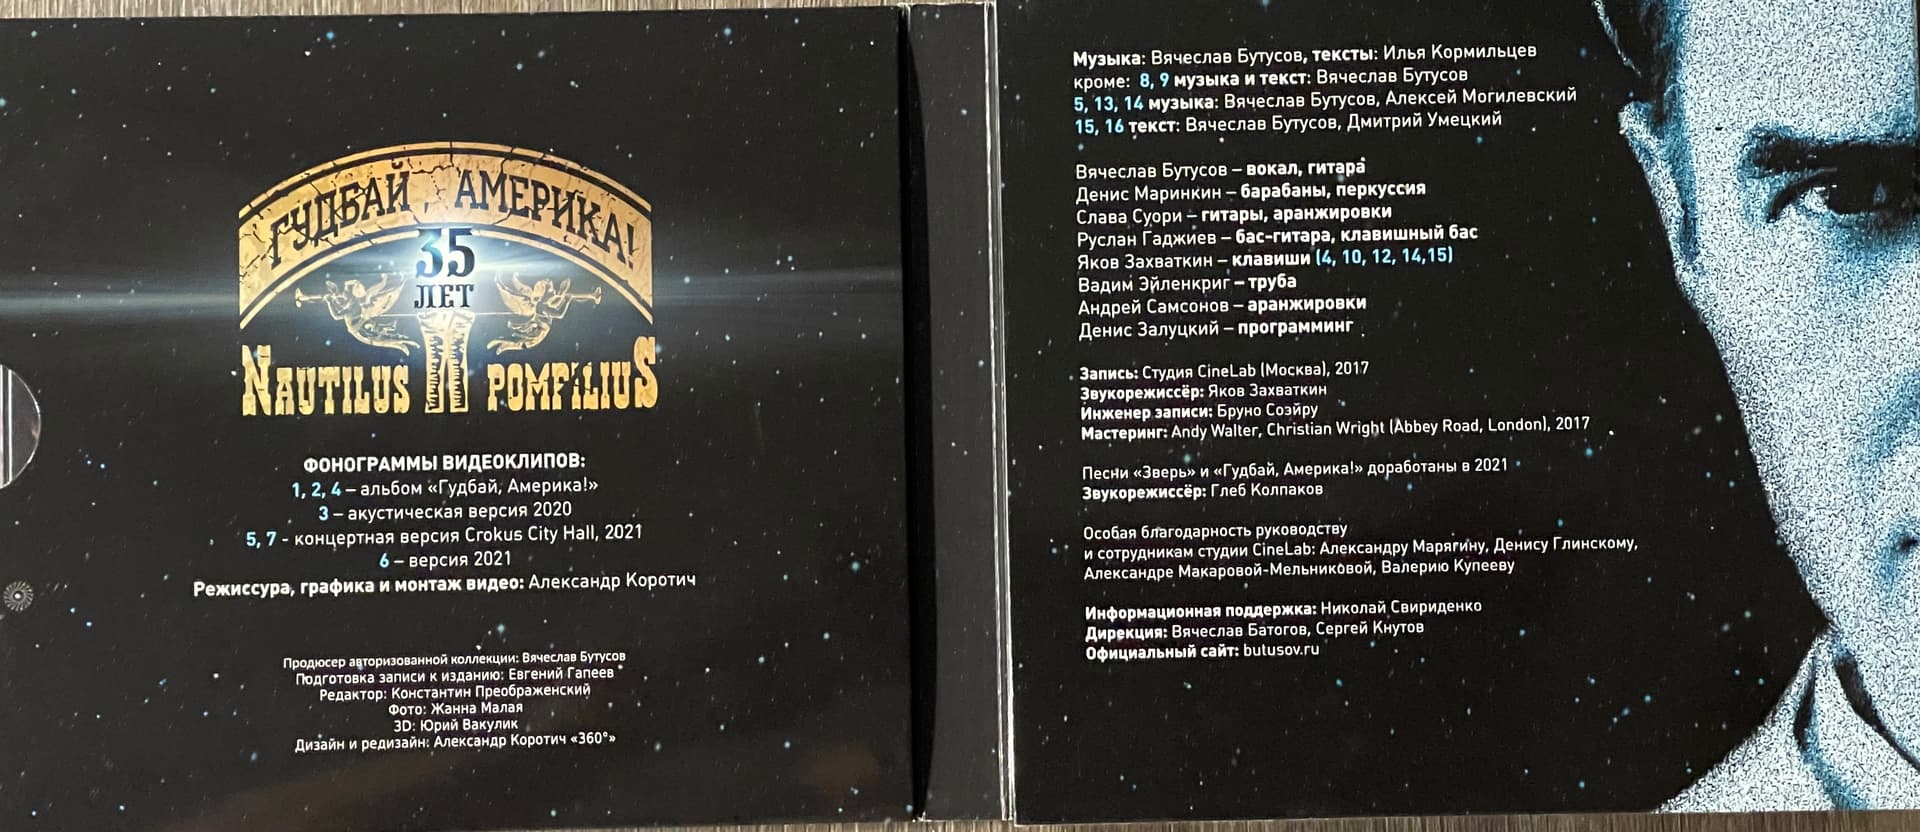 ГУДБАЙ, АМЕРИКА!
35
ЛЕТ
NAUTILUS POMPILIUS
ФОНОГРАММЫ ВИДЕОКЛИПОВ:
1, 2, 4 – альбом «Гудбай, Америка!»
3 – акустическая версия 2020
5, 7 - концертная версия Crokus City Hall, 2021
6 – версия 2021
Режиссура, графика и монтаж видео: Александр Коротич
Продюсер авторизованной коллекции: Вячеслав Бутусов
Подготовка записи к изданию: Евгений Гапеев
Редактор: Константин Преображенский
Фото: Жанна Малая
3D: Юрий Вакулик
Дизайн и редизайн: Александр Коротич «360°»
Музыка: Вячеслав Бутусов, тексты: Илья Кормильцев
кроме: 8, 9 музыка и текст: Вячеслав Бутусов
5, 13, 14 музыка: Вячеслав Бутусов, Алексей Могилевский
15, 16 текст: Вячеслав Бутусов, Дмитрий Умецкий
Вячеслав Бутусов – вокал, гитара
Денис Маринкин – барабаны, перкуссия
Слава Суори – гитары, аранжировки
Руслан Гаджиев – бас-гитара, клавишный бас
Яков Захваткин – клавиши (4, 10, 12, 14,15)
Вадим Эйленкриг – труба
Андрей Самсонов – аранжировки
Денис Залуцкий – программинг
Запись: Студия CineLab (Москва), 2017
Звукорежиссёр: Яков Захваткин
Инженер записи: Бруно Соэйру
Мастеринг: Andy Walter, Christian Wright (Abbey Road, London), 2017
Песни «Зверь» и «Гудбай, Америка!» доработаны в 2021
Звукорежиссёр: Глеб Колпаков
Особая благодарность руководству
и сотрудникам студии CineLab: Александру Марягину, Денису Глинскому,
Александре Макаровой-Мельниковой, Валерию Купееву
Информационная поддержка: Николай Свириденко
Дирекция: Вячеслав Батогов, Сергей Кнутов
Официальный сайт: butusov.ru